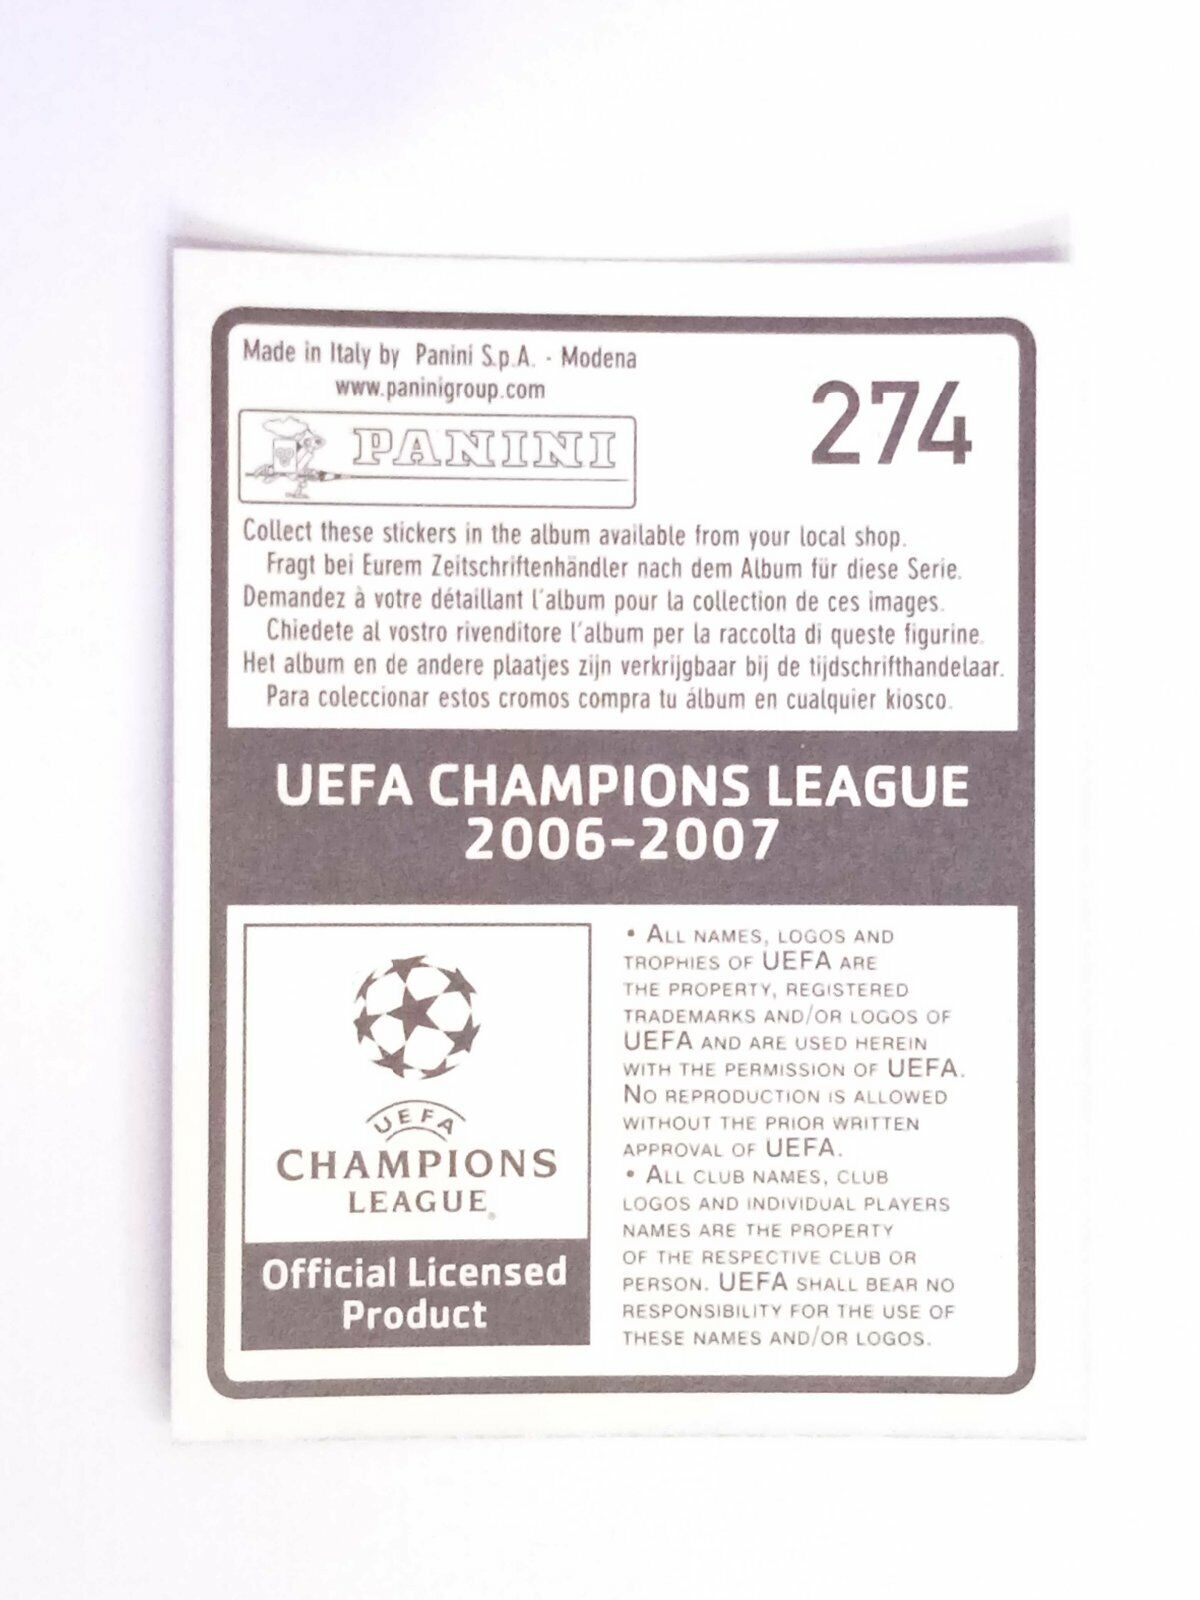 Made in Italy by Panini S.p.A. - Modena
www.paninigroup.com
274
PANINI
Collect these stickers in the album available from your local shop.
Fragt bei Eurem Zeitschriftenhändler nach dem Album für diese Serie.
Demandez à votre détaillant l'album pour la collection de ces images.
Chiedete al vostro rivenditore l'album per la raccolta di queste figurine.
Het album en de andere plaatjes zijn verkrijgbaar bij de tijdschrifthandelaar.
Para coleccionar estos cromos compra tu álbum en cualquier kiosco.
UEFA CHAMPIONS LEAGUE
2006-2007
UEFA
CHAMPIONS
LEAGUE®
Official Licensed
Product
• ALL NAMES, LOGOS AND
TROPHIES OF UEFA ARE
THE PROPERTY, REGISTERED
TRADEMARKS AND/OR LOGOS OF
UEFA AND ARE USED HEREIN
WITH THE PERMISSION OF UEFA.
NO REPRODUCTION IS ALLOWED
WITHOUT THE PRIOR WRITTEN
APPROVAL OF UEFA.
• ALL CLUB NAMES, CLUB
LOGOS AND INDIVIDUAL PLAYERS
NAMES ARE THE PROPERTY
OF THE RESPECTIVE CLUB OR
PERSON. UEFA SHALL BEAR NO
RESPONSIBILITY FOR THE USE OF
THESE NAMES AND/OR LOGOS.